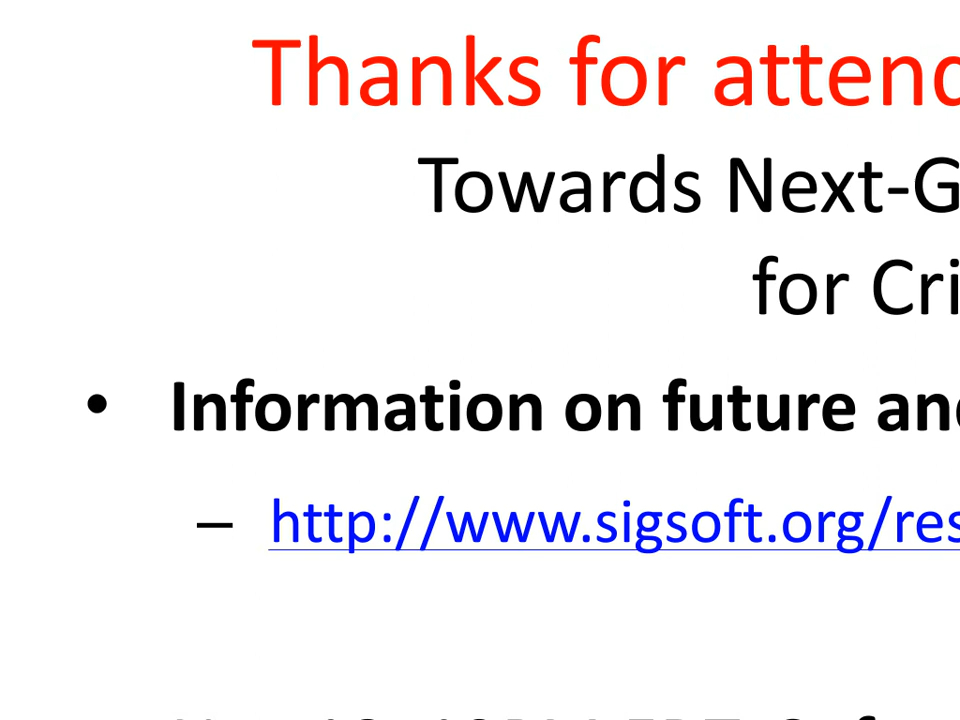 Thanks for attend
Towards Next-G
for Cri
• Information on future and
– http://www.sigsoft.org/res